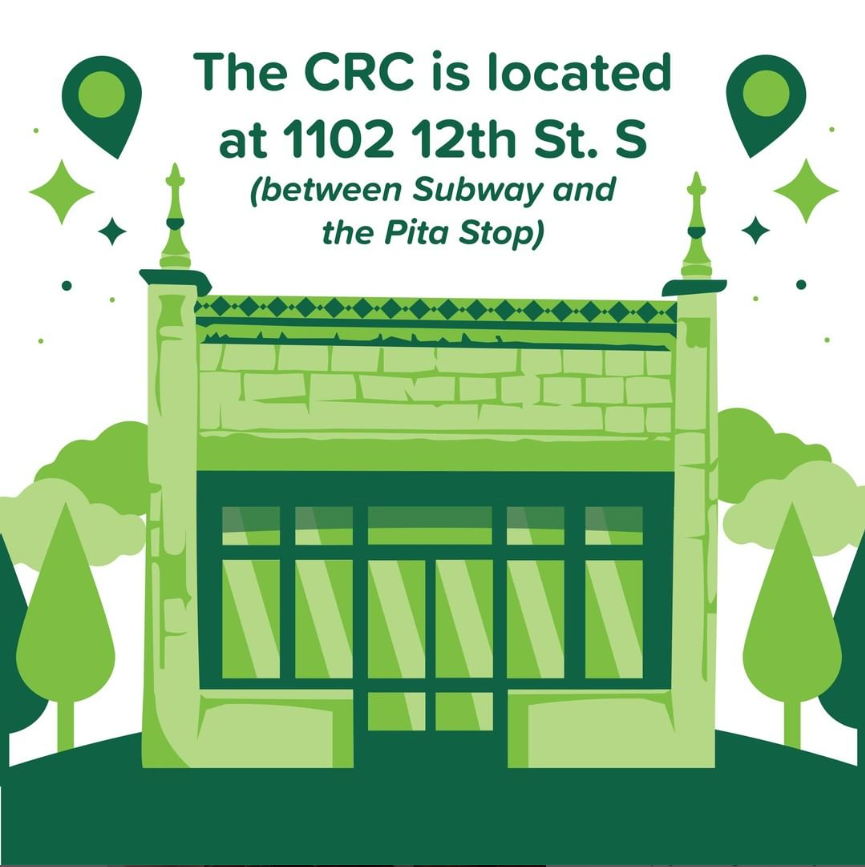 The CRC is located
at 1102 12th St. S
(between Subway and
the Pita Stop)